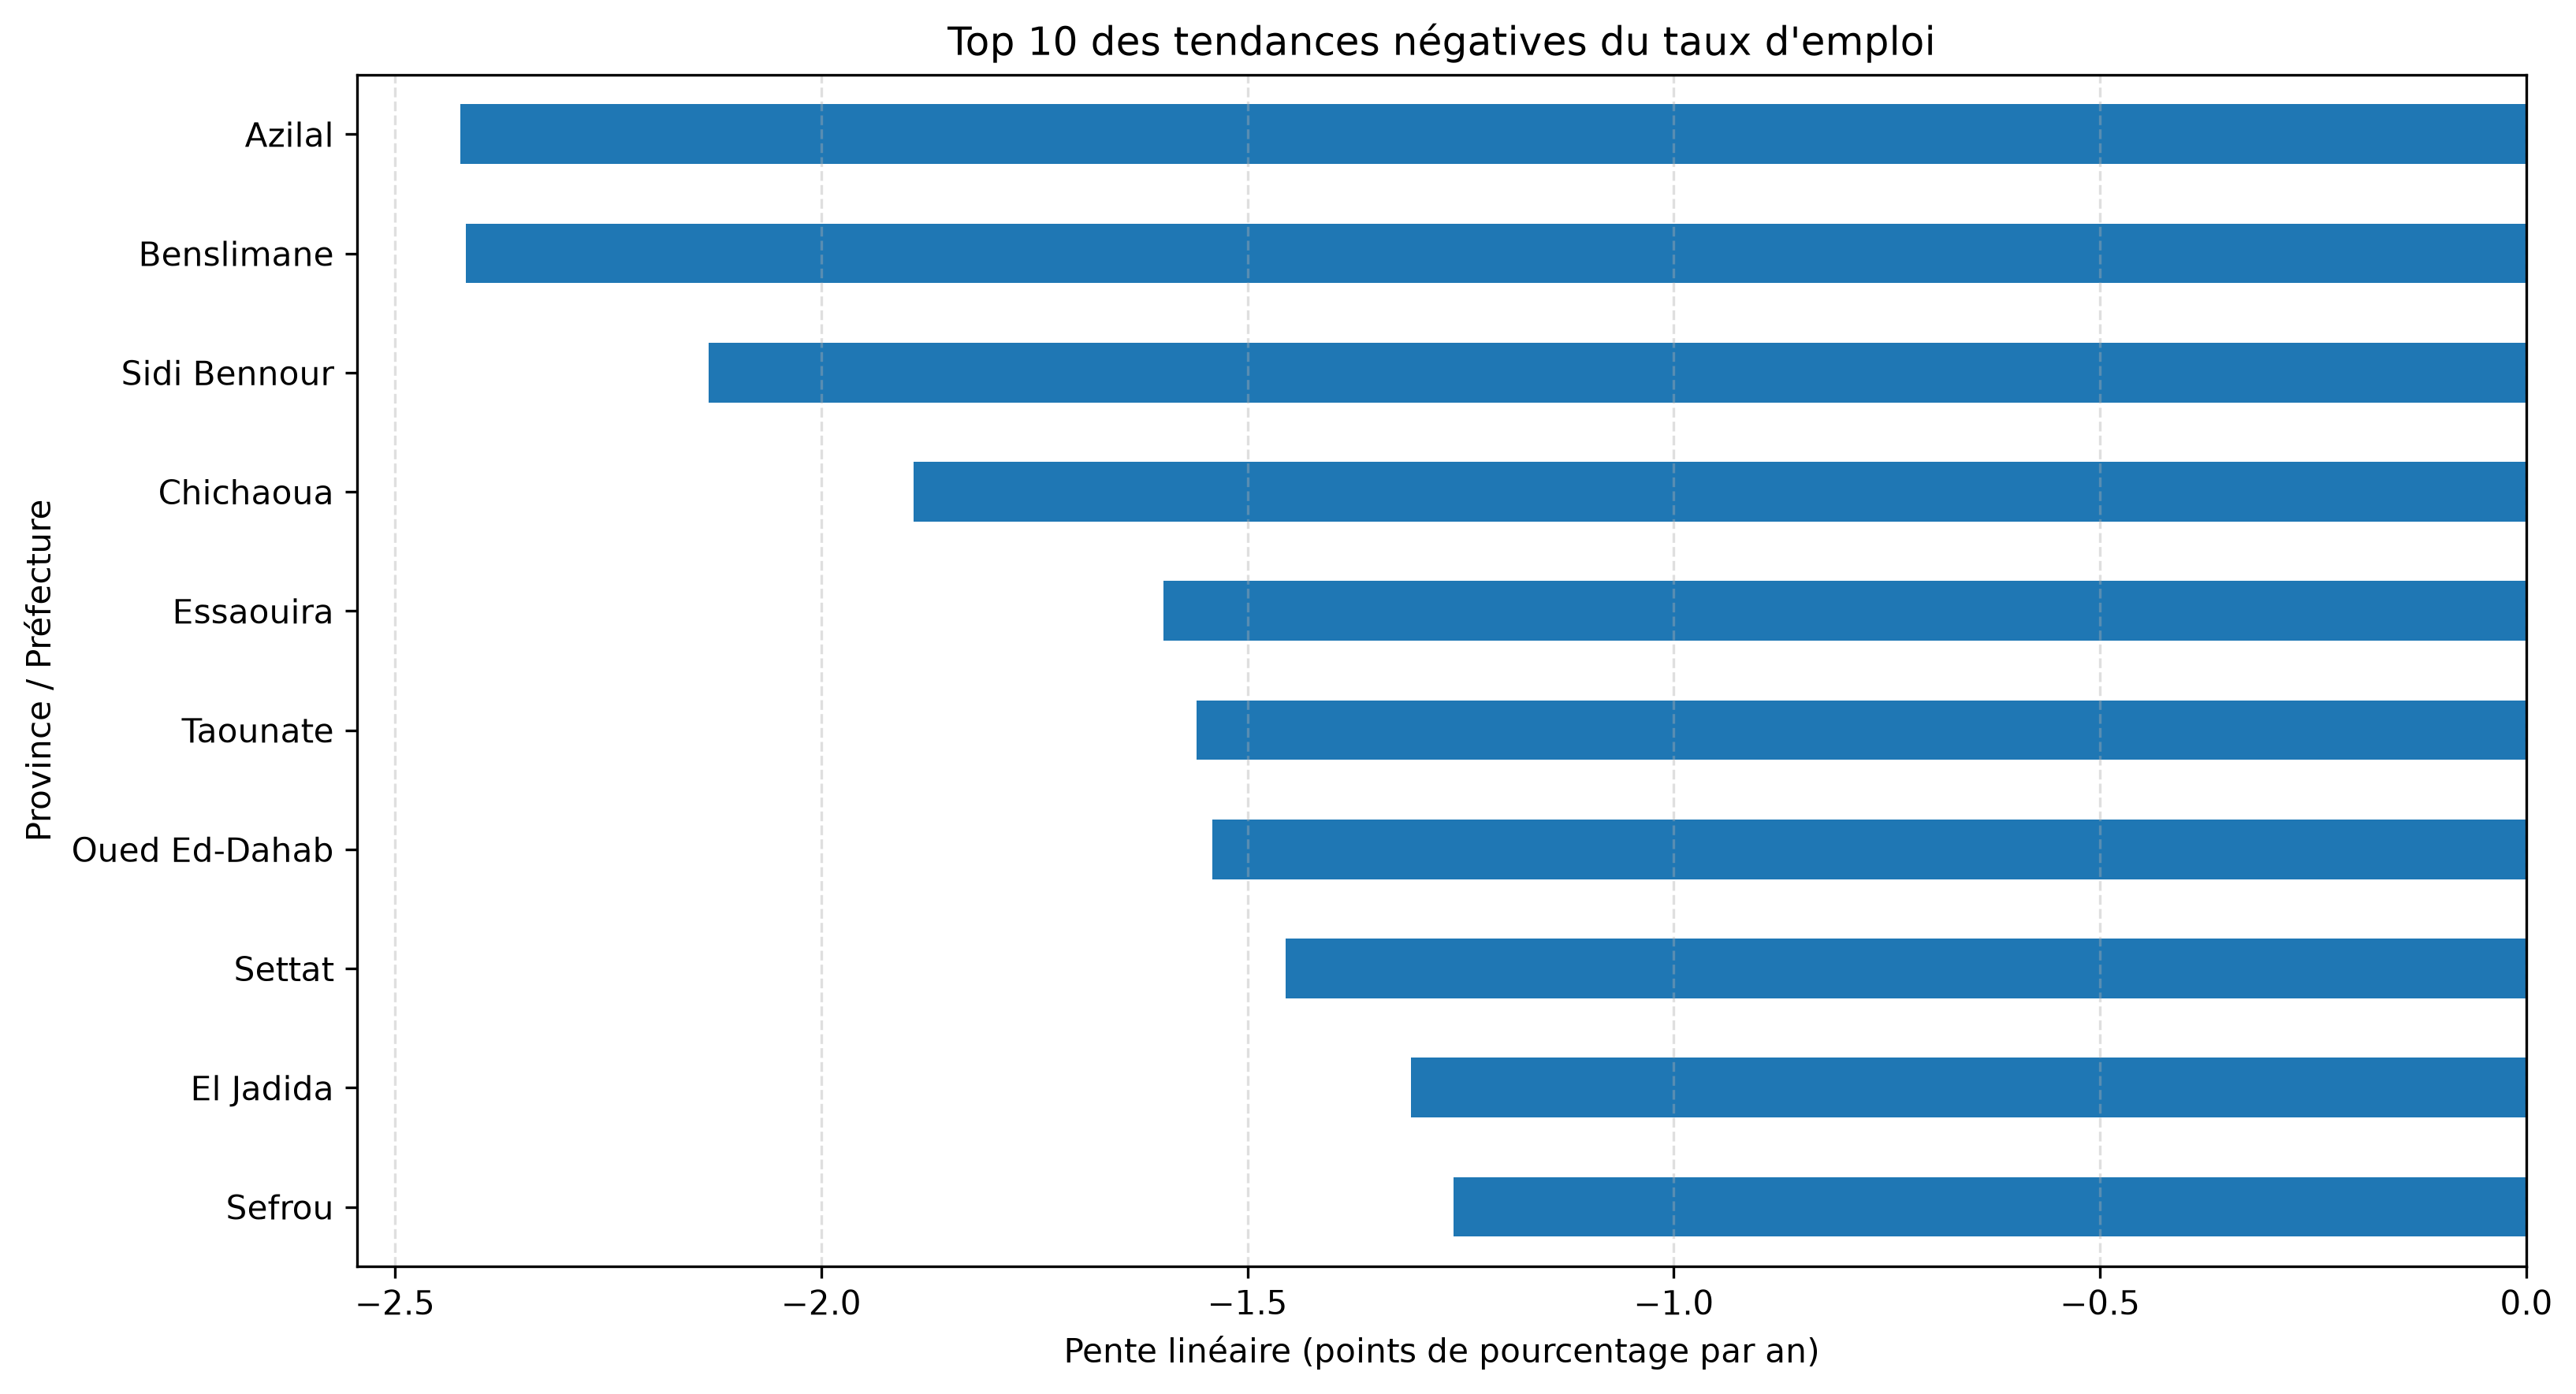 Top 10 des tendances négatives du taux d'emploi
Province / Préfecture
Azilal
Benslimane
Sidi Bennour
Chichaoua
Essaouira
Taounate
Oued Ed-Dahab
Settat
El Jadida
Sefrou
−2.5 −2.0 −1.5 −1.0 −0.5 0.0
Pente linéaire (points de pourcentage par an)